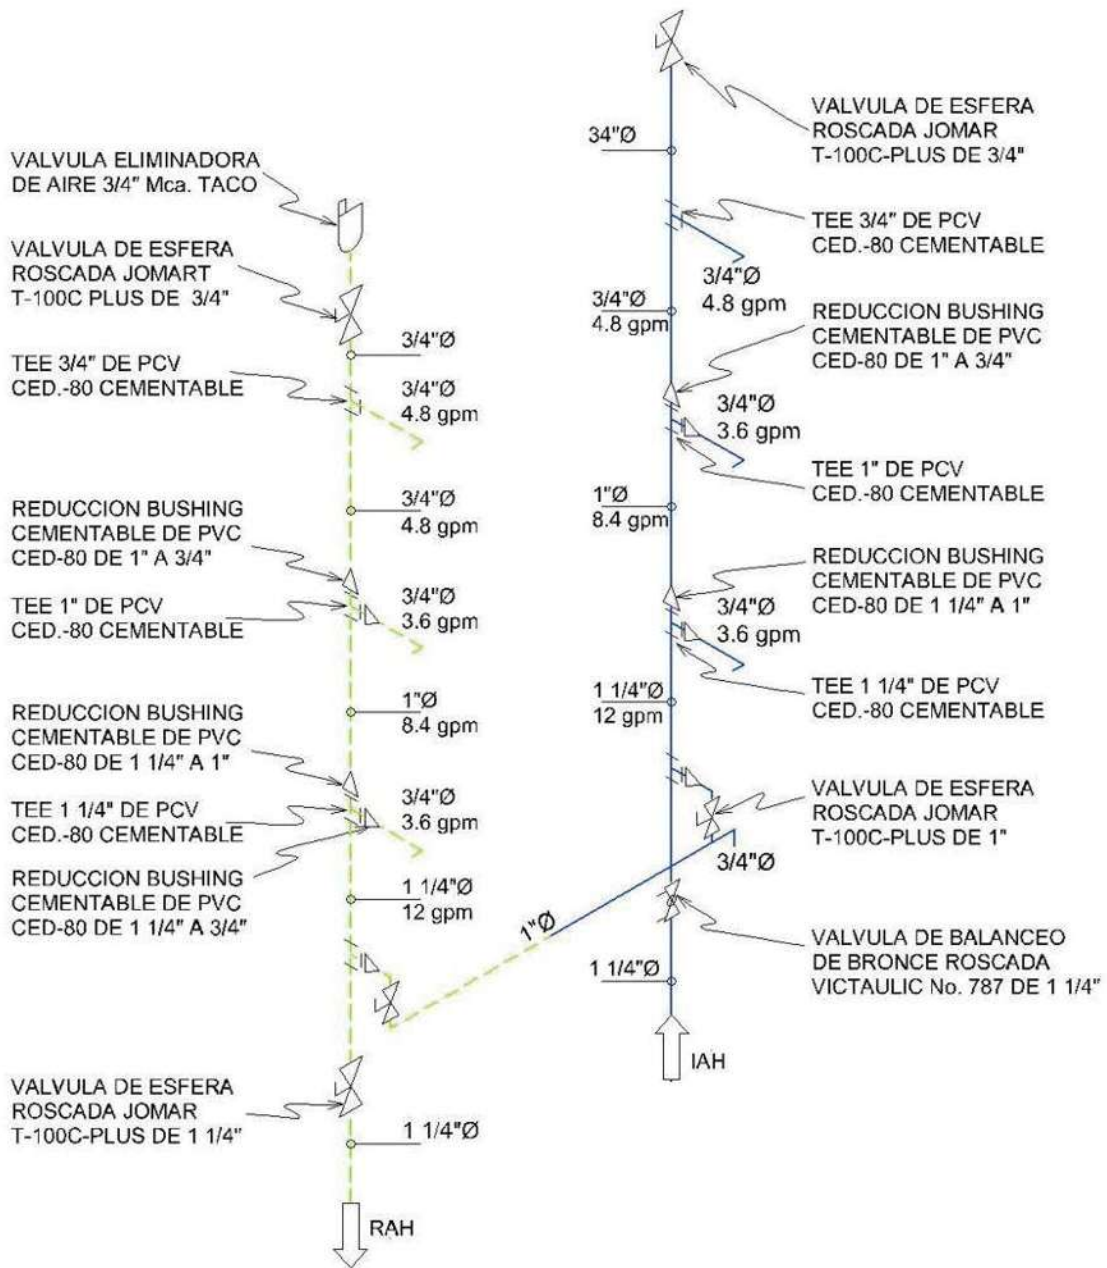 VALVULA ELIMINADORA
DE AIRE 3/4" Mca. TACO
VALVULA DE ESFERA
ROSCADA JOMART
T-100C PLUS DE 3/4"
3/4"Ø
TEE 3/4" DE PCV
CED.-80 CEMENTABLE
3/4"Ø
4.8 gpm
3/4"Ø
4.8 gpm
REDUCCION BUSHING
CEMENTABLE DE PVC
CED-80 DE 1" A 3/4"
TEE 1" DE PCV
CED.-80 CEMENTABLE
3/4"Ø
3.6 gpm
1"Ø
8.4 gpm
REDUCCION BUSHING
CEMENTABLE DE PVC
CED-80 DE 1 1/4" A 1"
TEE 1 1/4" DE PCV
CED.-80 CEMENTABLE
3/4"Ø
3.6 gpm
REDUCCION BUSHING
CEMENTABLE DE PVC
CED-80 DE 1 1/4" A 3/4"
1 1/4"Ø
12 gpm
1"Ø
VALVULA DE ESFERA
ROSCADA JOMAR
T-100C-PLUS DE 1 1/4"
1 1/4"Ø
RAH
VALVULA DE ESFERA
ROSCADA JOMAR
T-100C-PLUS DE 3/4"
34"Ø
TEE 3/4" DE PCV
CED.-80 CEMENTABLE
3/4"Ø
4.8 gpm
3/4"Ø
4.8 gpm
REDUCCION BUSHING
CEMENTABLE DE PVC
CED-80 DE 1" A 3/4"
3/4"Ø
3.6 gpm
TEE 1" DE PCV
CED.-80 CEMENTABLE
1"Ø
8.4 gpm
REDUCCION BUSHING
CEMENTABLE DE PVC
CED-80 DE 1 1/4" A 1"
3/4"Ø
3.6 gpm
TEE 1 1/4" DE PCV
CED.-80 CEMENTABLE
1 1/4"Ø
12 gpm
VALVULA DE ESFERA
ROSCADA JOMAR
T-100C-PLUS DE 1"
3/4"Ø
VALVULA DE BALANCEO
DE BRONCE ROSCADA
VICTAULIC No. 787 DE 1 1/4"
1 1/4"Ø
IAH